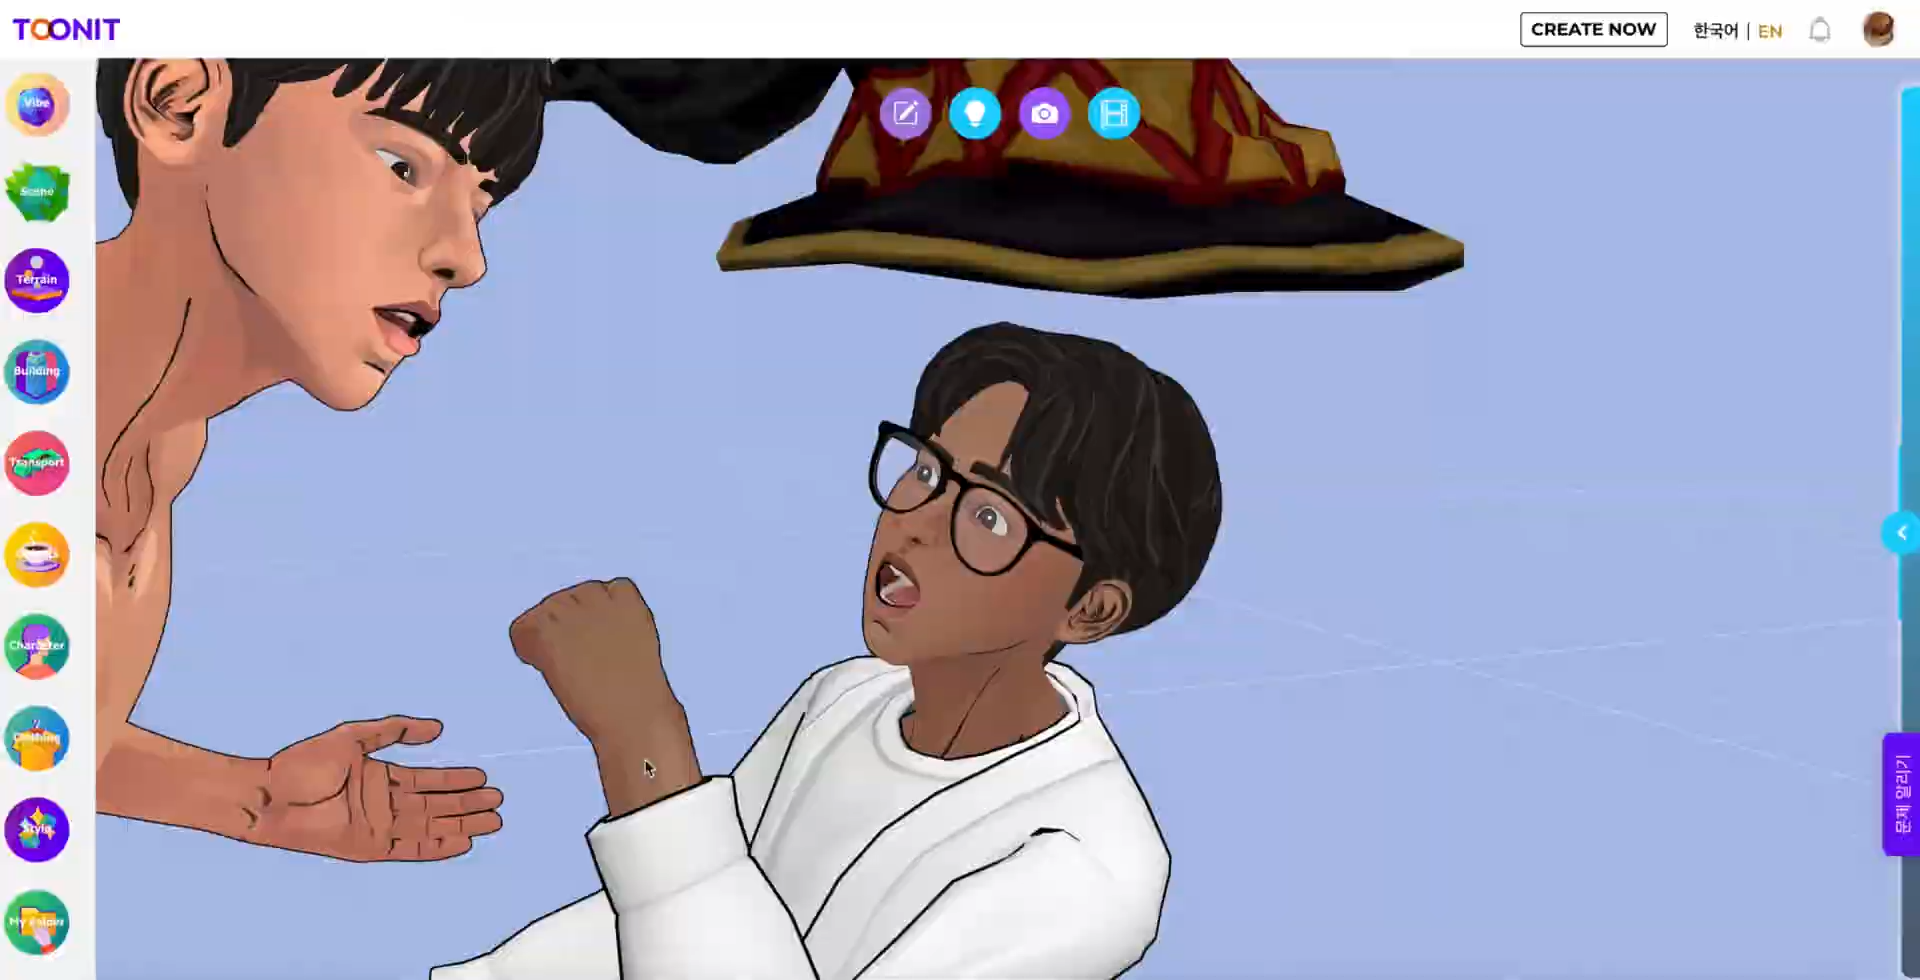 TOONIT
CREATE NOW
한국어 | EN
Vibe
Scene
Terrain
Building
Transport
Character
Clothing
Style
문제 알리기